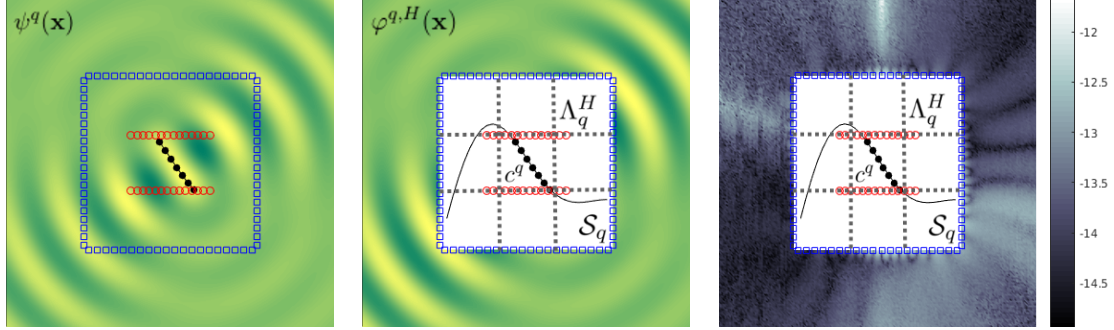 ψ^q(x)
φ^{q,H}(x)
Λ_q^H
c^q
S_q
Λ_q^H
c^q
S_q
-12
-12.5
-13
-13.5
-14
-14.5